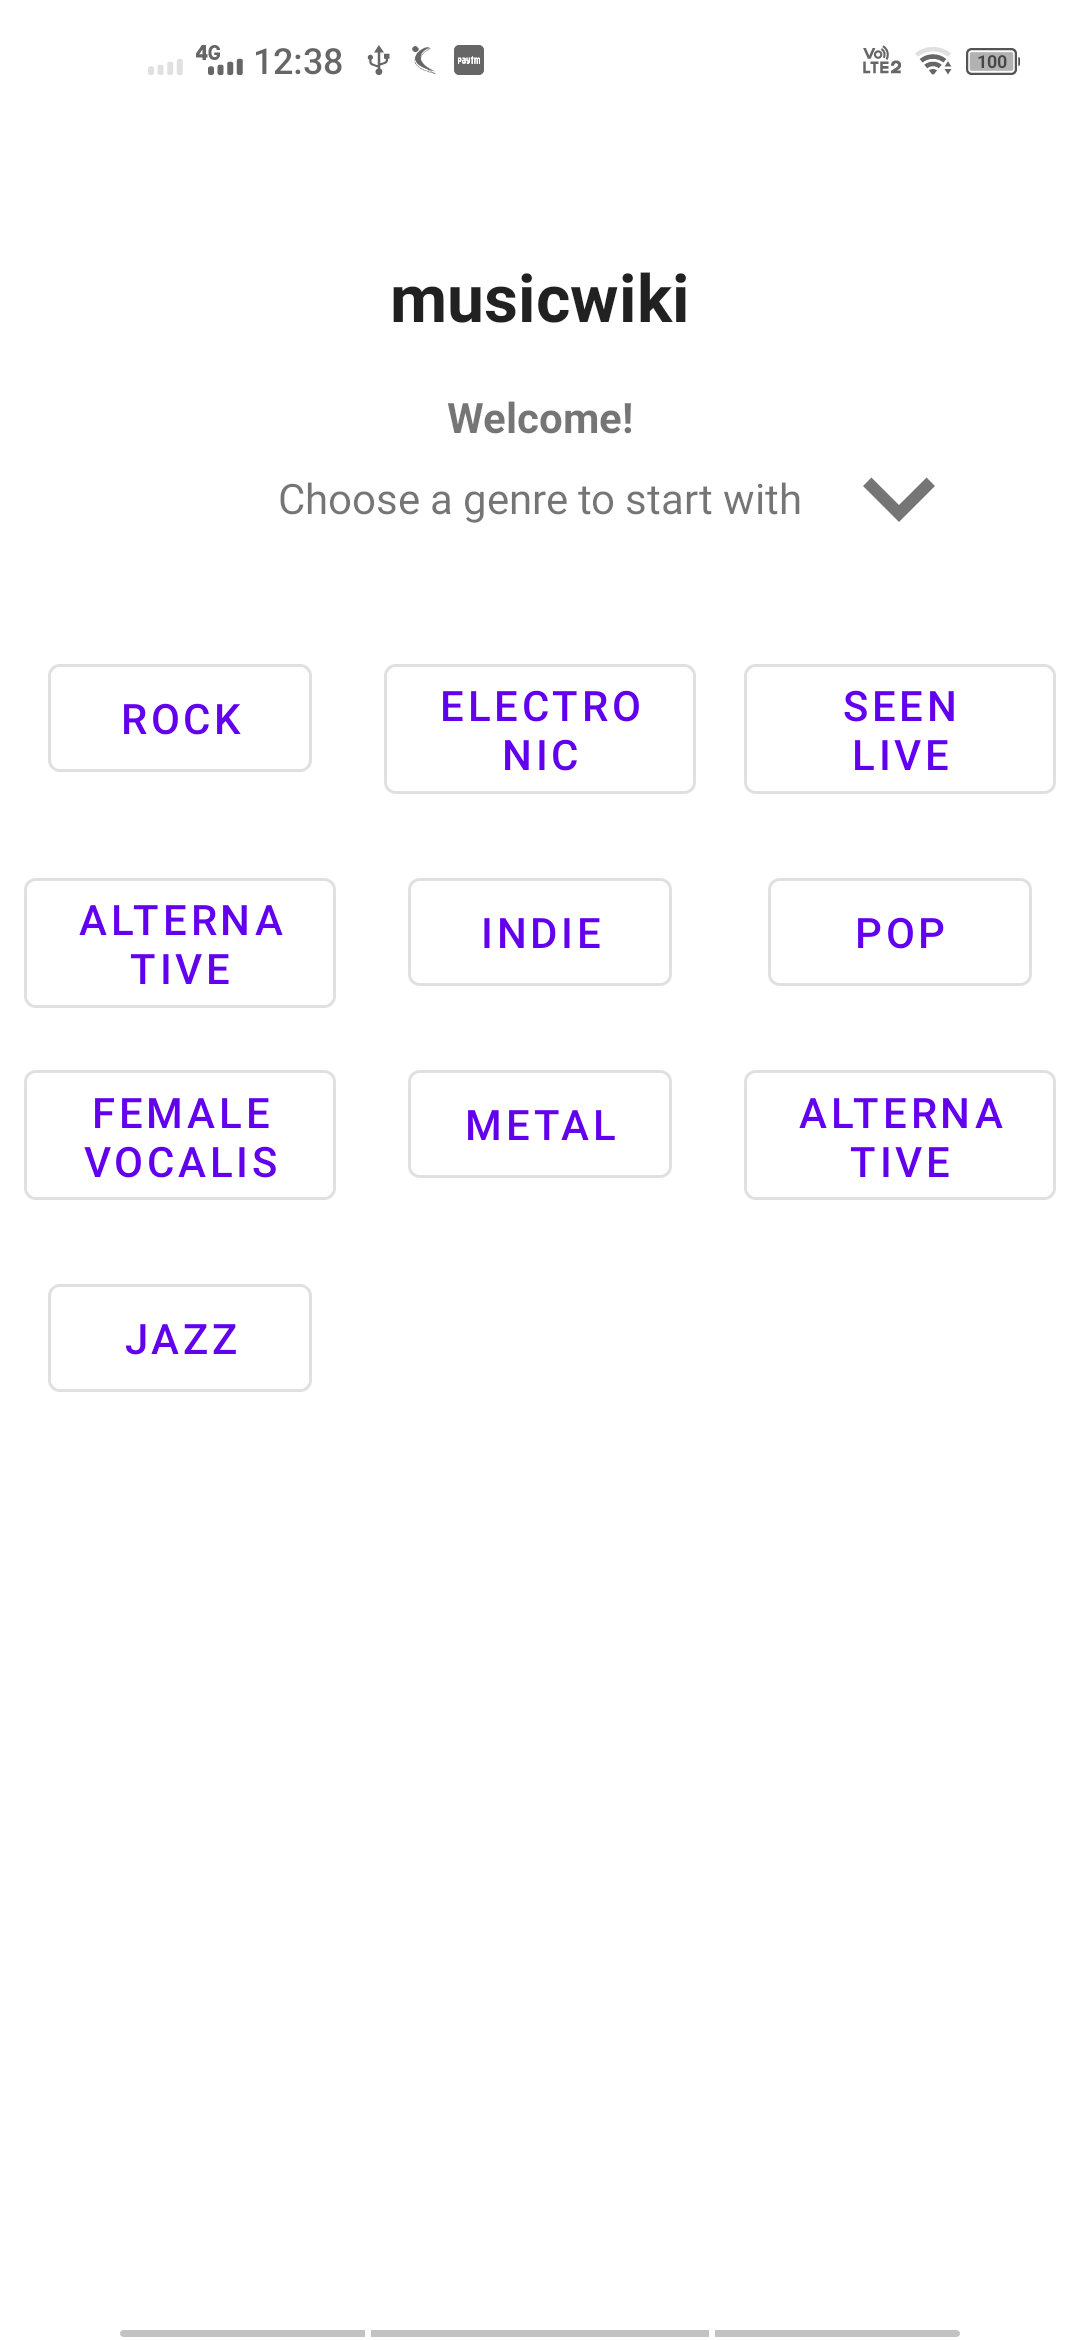 4G 12:38 paytm Vo) LTE2 100
musicwiki
Welcome!
Choose a genre to start with
ROCK
ELECTRO
NIC
SEEN
LIVE
ALTERNA
TIVE
INDIE
POP
FEMALE
VOCALIS
METAL
ALTERNA
TIVE
JAZZ